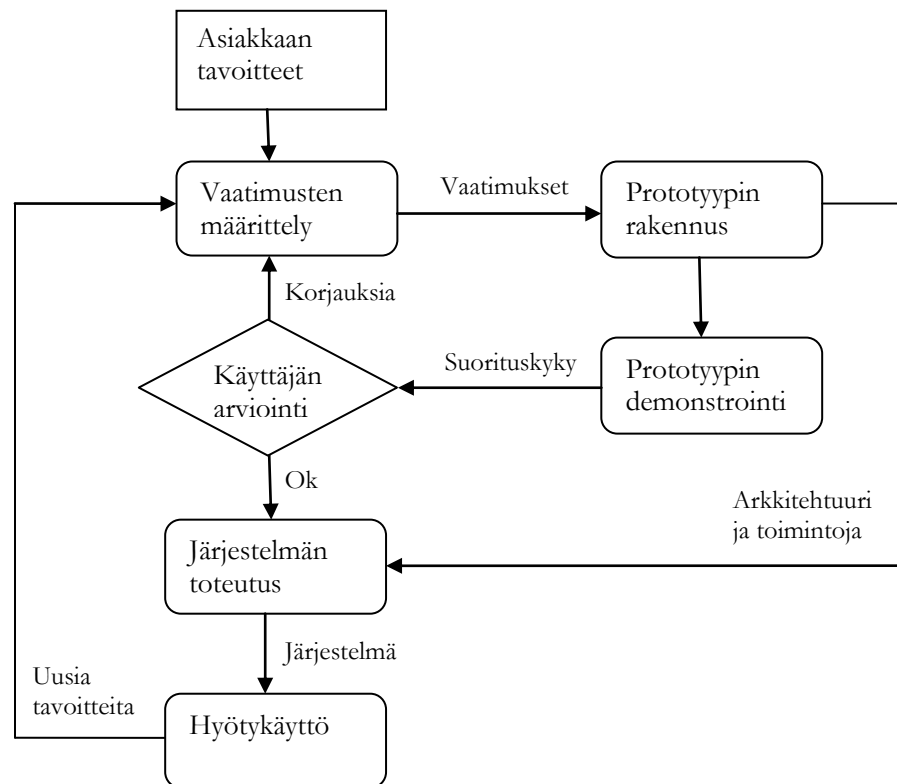 Asiakkaan
tavoitteet
Vaatimusten
määrittely
Vaatimukset
Prototyypin
rakennus
Korjauksia
Käyttäjän
arviointi
Suorituskyky
Prototyypin
demonstrointi
Ok
Arkkitehtuuri
ja toimintoja
Järjestelmän
toteutus
Järjestelmä
Uusia
tavoitteita
Hyötykäyttö